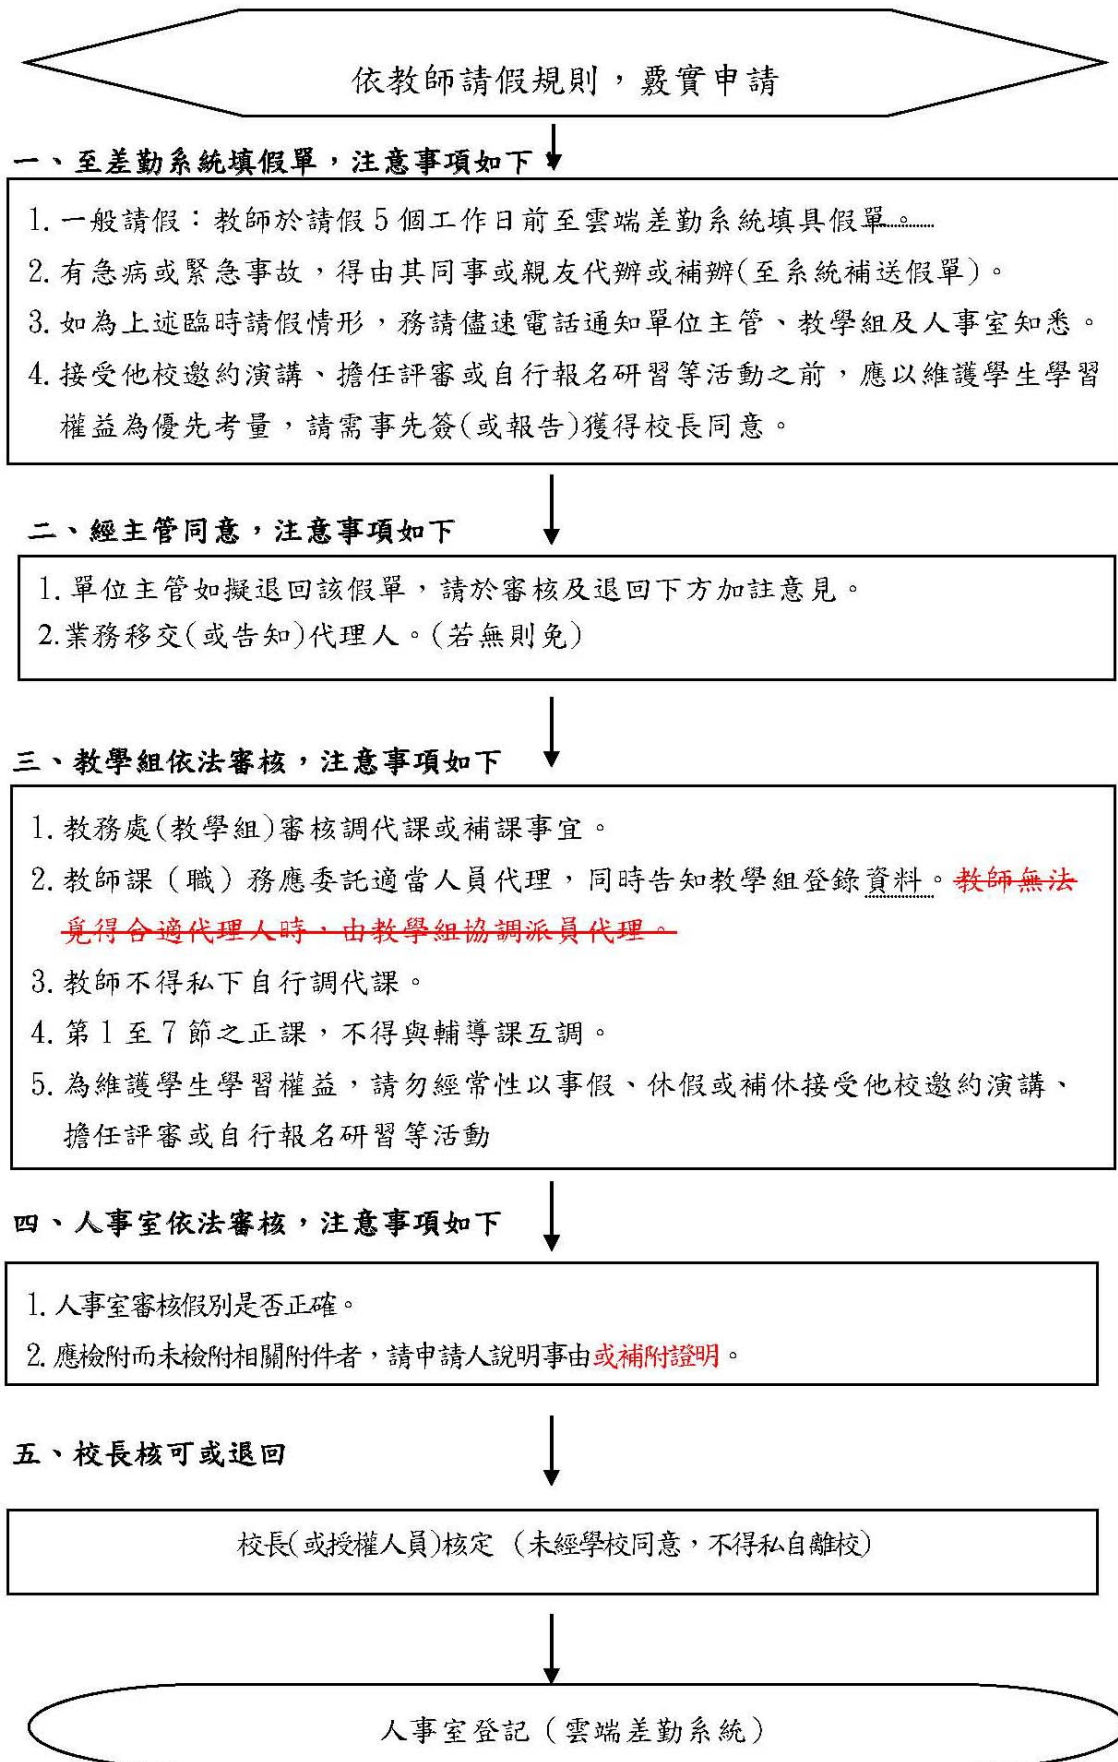 依教師請假規則，覈實申請
一、至差勤系統填假單，注意事項如下
1. 一般請假：教師於請假 5 個工作日前至雲端差勤系統填具假單。
2. 有急病或緊急事故，得由其同事或親友代辦或補辦(至系統補送假單)。
3. 如為上述臨時請假情形，務請儘速電話通知單位主管、教學組及人事室知悉。
4. 接受他校邀約演講、擔任評審或自行報名研習等活動之前，應以維護學生學習
權益為優先考量，請需事先簽(或報告)獲得校長同意。
二、經主管同意，注意事項如下
1. 單位主管如擬退回該假單，請於審核及退回下方加註意見。
2.業務移交(或告知)代理人。(若無則免)
三、教學組依法審核，注意事項如下
1. 教務處(教學組)審核調代課或補課事宜。
2. 教師課（職）務應委託適當人員代理，同時告知教學組登錄資料。教師無法
覓得合適代理人時，由教學組協調派員代理。
3. 教師不得私下自行調代課。
4. 第 1 至 7 節之正課，不得與輔導課互調。
5. 為維護學生學習權益，請勿經常性以事假、休假或補休接受他校邀約演講、
擔任評審或自行報名研習等活動
四、人事室依法審核，注意事項如下
1. 人事室審核假別是否正確。
2. 應檢附而未檢附相關附件者，請申請人說明事由或補附證明。
五、校長核可或退回
校長(或授權人員)核定（未經學校同意，不得私自離校）
人事室登記（雲端差勤系統）